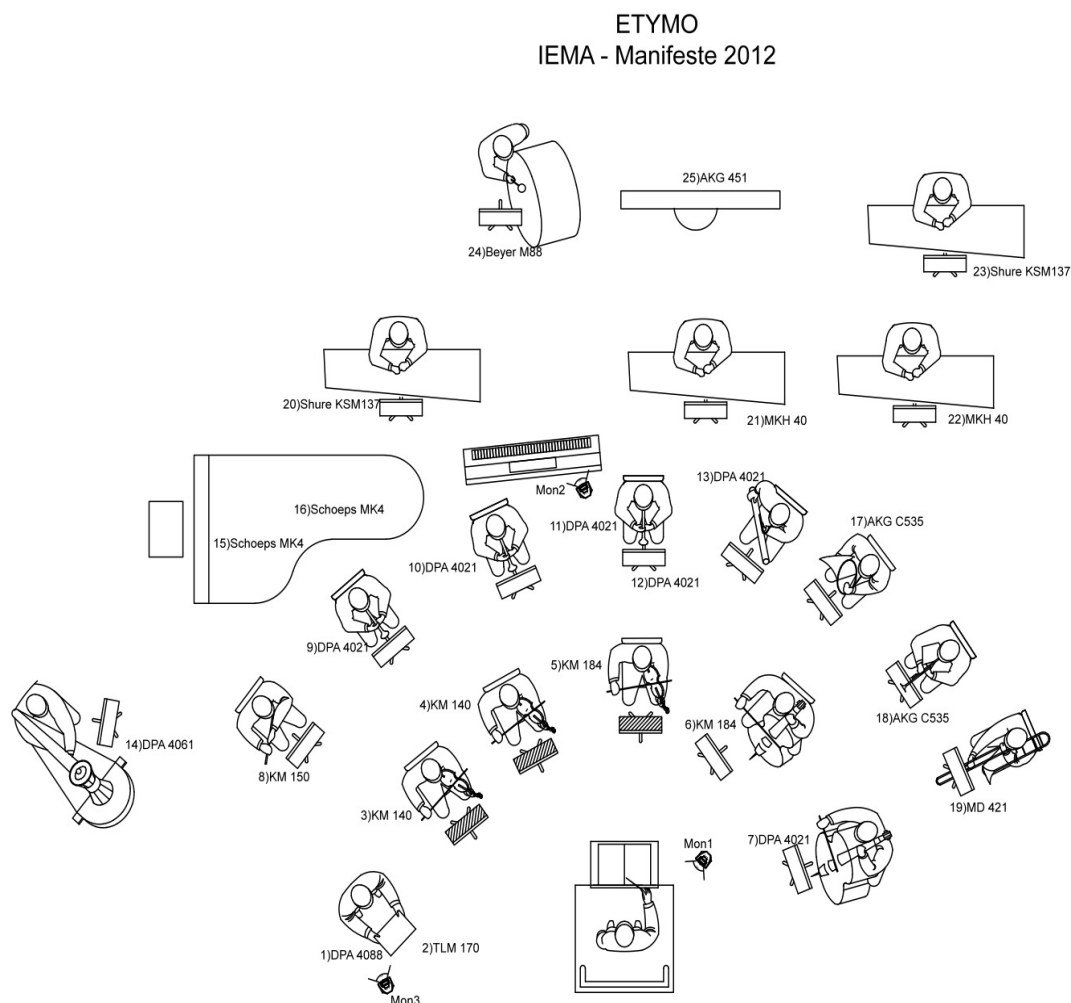 ETYMO
IEMA - Manifeste 2012
25)AKG 451
24)Beyer M88
23)Shure KSM137
20)Shure KSM137
21)MKH 40
22)MKH 40
13)DPA 4021
Mon2
16)Schoeps MK4
17)AKG C535
11)DPA 4021
15)Schoeps MK4
10)DPA 4021
12)DPA 4021
9)DPA 4021
5)KM 184
4)KM 140
18)AKG C535
6)KM 184
14)DPA 4061
8)KM 150
19)MD 421
3)KM 140
Mon1
7)DPA 4021
2)TLM 170
1)DPA 4088
Mon3